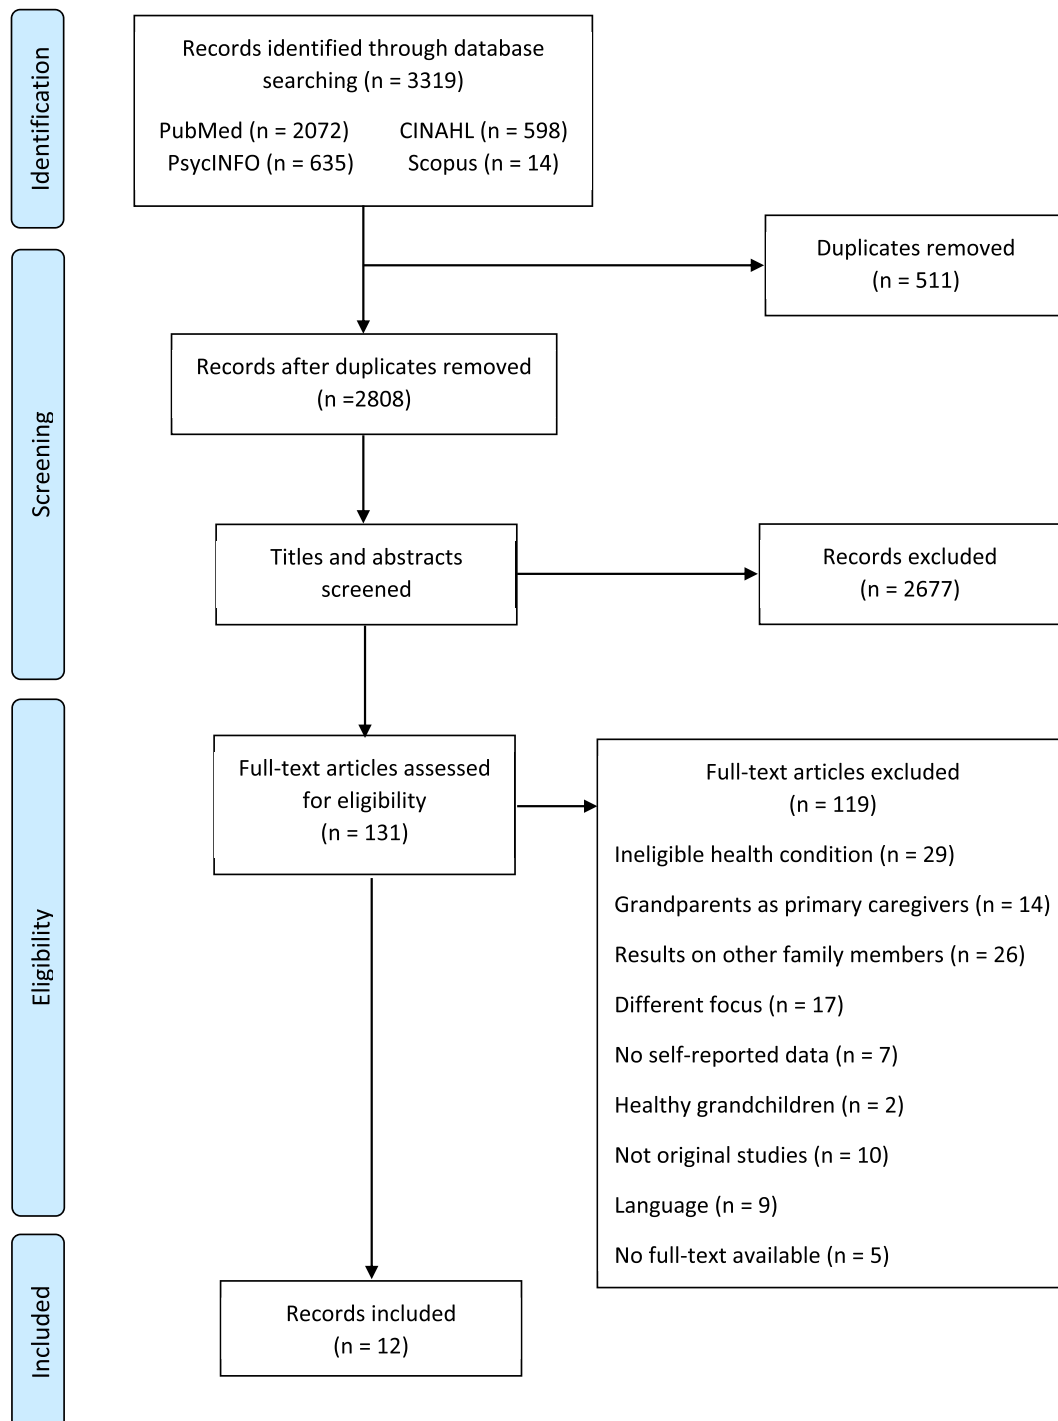 Identification
Records identified through database
searching (n = 3319)
PubMed (n = 2072) CINAHL (n = 598)
PsycINFO (n = 635) Scopus (n = 14)
Duplicates removed
(n = 511)
Screening
Records after duplicates removed
(n =2808)
Titles and abstracts
screened
Records excluded
(n = 2677)
Eligibility
Full-text articles assessed
for eligibility
(n = 131)
Full-text articles excluded
(n = 119)
Ineligible health condition (n = 29)
Grandparents as primary caregivers (n = 14)
Results on other family members (n = 26)
Different focus (n = 17)
No self-reported data (n = 7)
Healthy grandchildren (n = 2)
Not original studies (n = 10)
Language (n = 9)
No full-text available (n = 5)
Included
Records included
(n = 12)